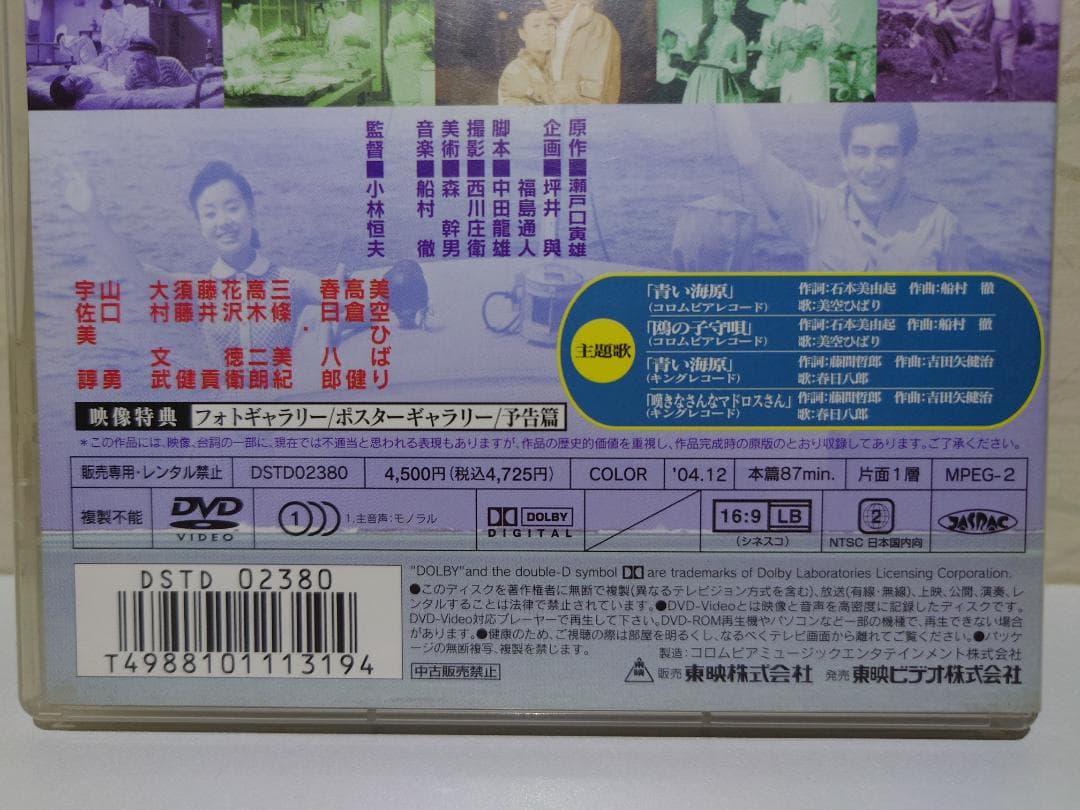 原作■瀬戸口寅雄
企画■坪井 與
福島通人
脚本■中田龍雄
撮影■西川庄衛
美術■森 幹男
音楽■船村 徹
監督■小林恒夫
美空ひばり
高倉 健
春日八郎
・
三條美紀
高木二朗
花沢徳衛
藤井 貢
須藤 健
大村文武
山口 勇
宇佐美 諄
主題歌
「青い海原」 作詞:石本美由起 作曲:船村 徹
(コロムビアレコード) 歌:美空ひばり
「鴎の子守唄」 作詞:石本美由起 作曲:船村 徹
(コロムビアレコード) 歌:美空ひばり
「青い海原」 作詞:藤間哲郎 作曲:吉田矢健治
(キングレコード) 歌:春日八郎
「嘆きなさんなマドロスさん」 作詞:藤間哲郎 作曲:吉田矢健治
(キングレコード) 歌:春日八郎
映像特典 フォトギャラリー/ポスターギャラリー/予告篇
*この作品には、映像、台詞の一部に、現在では不適当と思われる表現もありますが、作品の歴史的価値を重視し、作品完成時の原版のとおり収録してあります。ご了承ください。
販売専用・レンタル禁止 DSTD02380 4,500円(税込4,725円) COLOR '04.12 本篇87min. 片面1層 MPEG-2
複製不能 DVD VIDEO 1 1.主音声:モノラル DOLBY DIGITAL 16:9 LB (シネスコ) 2 NTSC 日本国内向 JASRAC
DSTD 02380
T4988101113194
"DOLBY"and the double-D symbol are trademarks of Dolby Laboratories Licensing Corporation.
●このディスクを著作権者に無断で複製(異なるテレビジョン方式を含む)、放送(有線・無線)、上映、公開、演奏、レ
ンタルすることは法律で禁止されています。●DVD-Videoとは映像と音声を高密度に記録したディスクです。
DVD-Video対応プレーヤーで再生して下さい。DVD-ROM再生機やパソコンなど一部の機種で、再生できない場合
があります。●健康のため、ご視聴の際は部屋を明るくし、なるべくテレビ画面から離れてご覧ください。●パッケ
ージの無断複写、複製を禁じます。 製造:コロムビアミュージックエンタテインメント株式会社
中古販売禁止 東映 販売 東映株式会社 発売 東映ビデオ株式会社